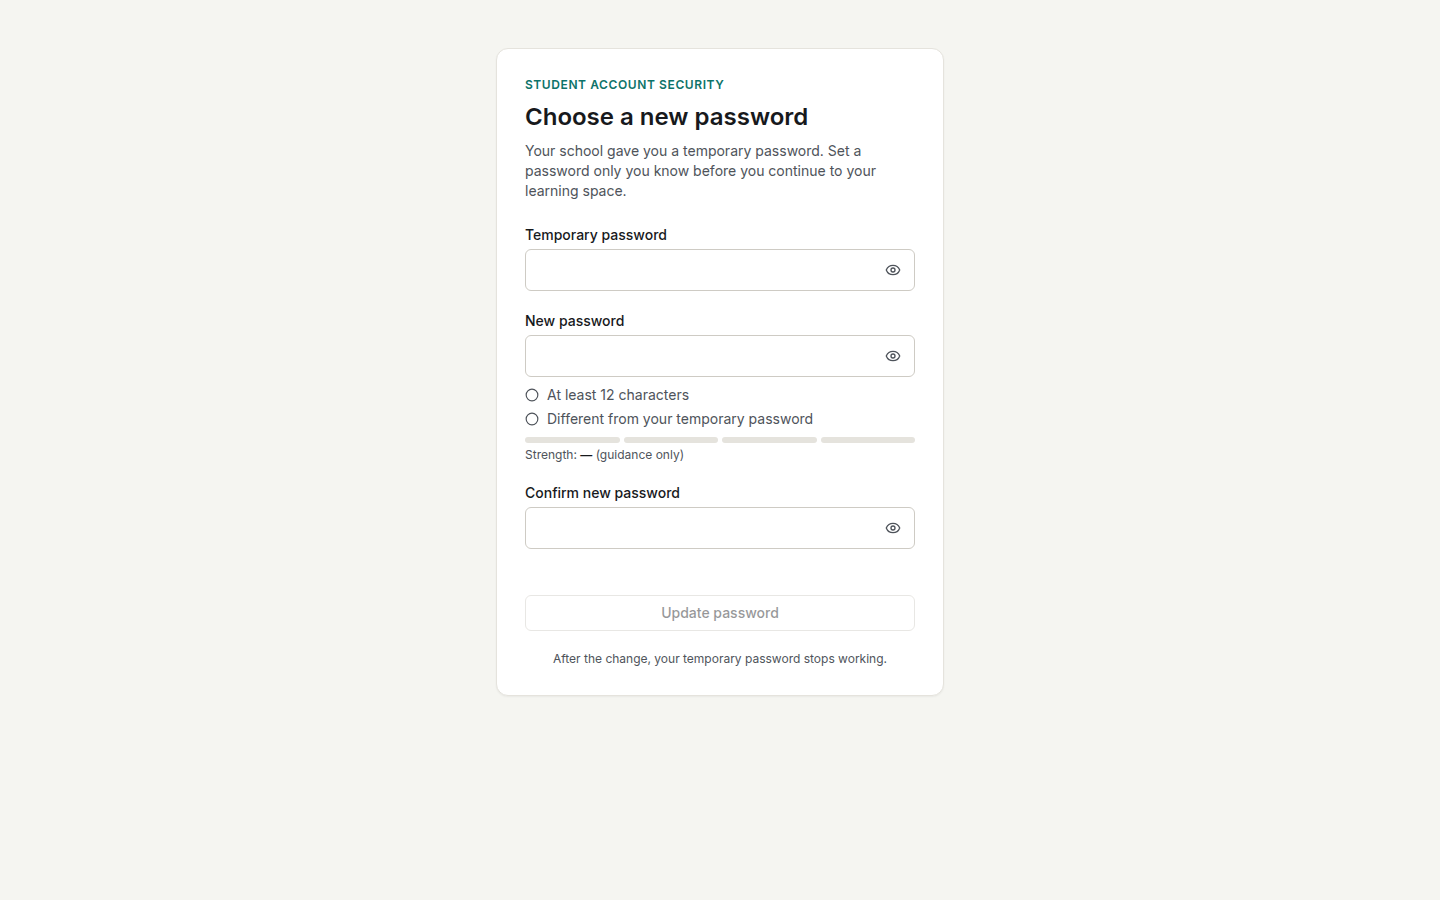 STUDENT ACCOUNT SECURITY
Choose a new password
Your school gave you a temporary password. Set a
password only you know before you continue to your
learning space.
Temporary password
New password
At least 12 characters
Different from your temporary password
Strength: — (guidance only)
Confirm new password
Update password
After the change, your temporary password stops working.